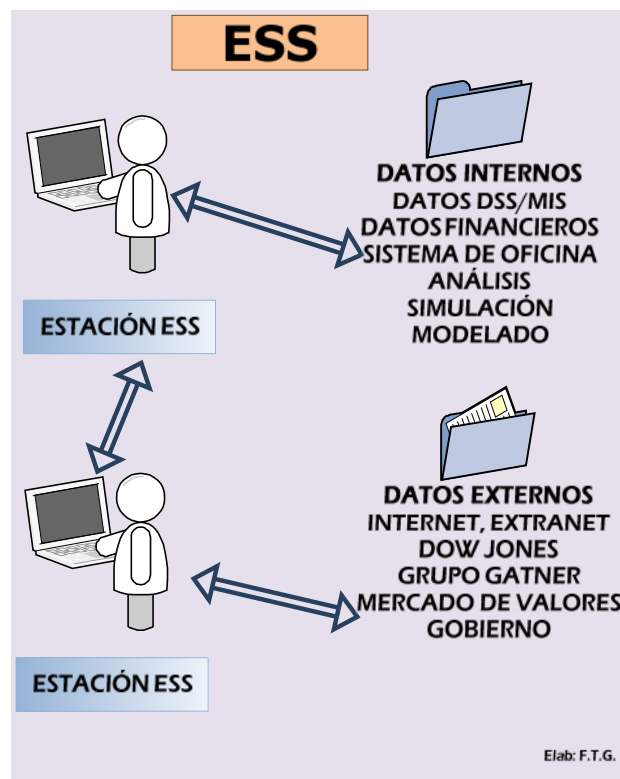 ESS
DATOS INTERNOS
DATOS DSS/MIS
DATOS FINANCIEROS
SISTEMA DE OFICINA
ANÁLISIS
SIMULACIÓN
MODELADO
ESTACIÓN ESS
DATOS EXTERNOS
INTERNET, EXTRANET
DOW JONES
GRUPO GATNER
MERCADO DE VALORES
GOBIERNO
ESTACIÓN ESS
Elab: F.T.G.